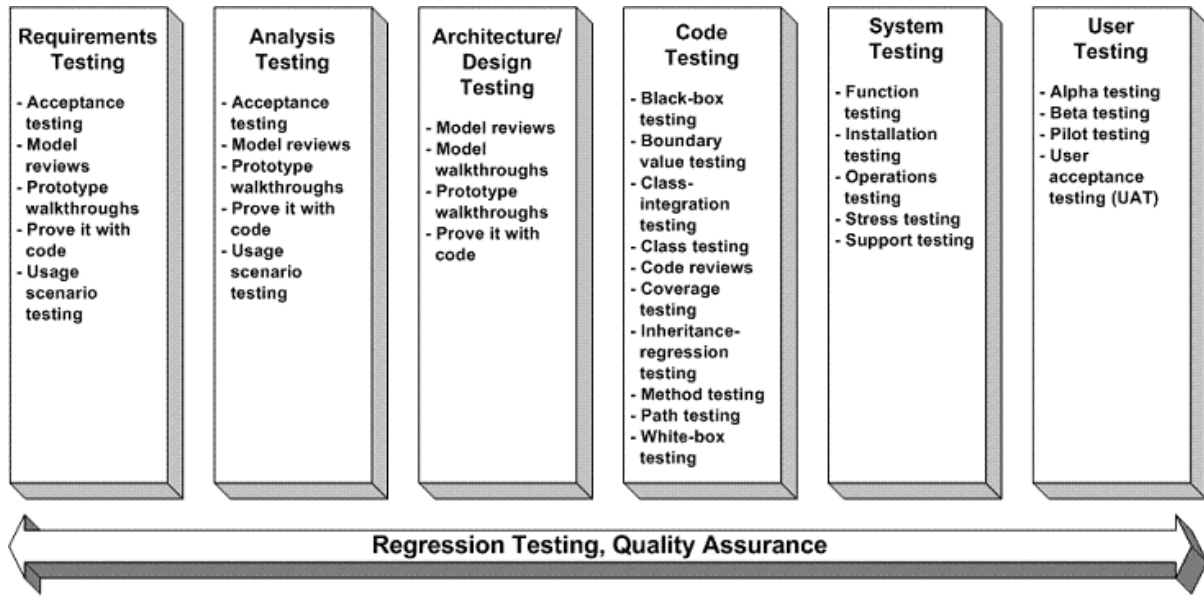 Requirements
Testing
- Acceptance
testing
- Model
reviews
- Prototype
walkthroughs
- Prove it with
code
- Usage
scenario
testing
Analysis
Testing
- Acceptance
testing
- Model reviews
- Prototype
walkthroughs
- Prove it with
code
- Usage
scenario
testing
Architecture/
Design
Testing
- Model reviews
- Model
walkthroughs
- Prototype
walkthroughs
- Prove it with
code
Code
Testing
- Black-box
testing
- Boundary
value testing
- Class-
integration
testing
- Class testing
- Code reviews
- Coverage
testing
- Inheritance-
regression
testing
- Method testing
- Path testing
- White-box
testing
System
Testing
- Function
testing
- Installation
testing
- Operations
testing
- Stress testing
- Support testing
User
Testing
- Alpha testing
- Beta testing
- Pilot testing
- User
acceptance
testing (UAT)
Regression Testing, Quality Assurance